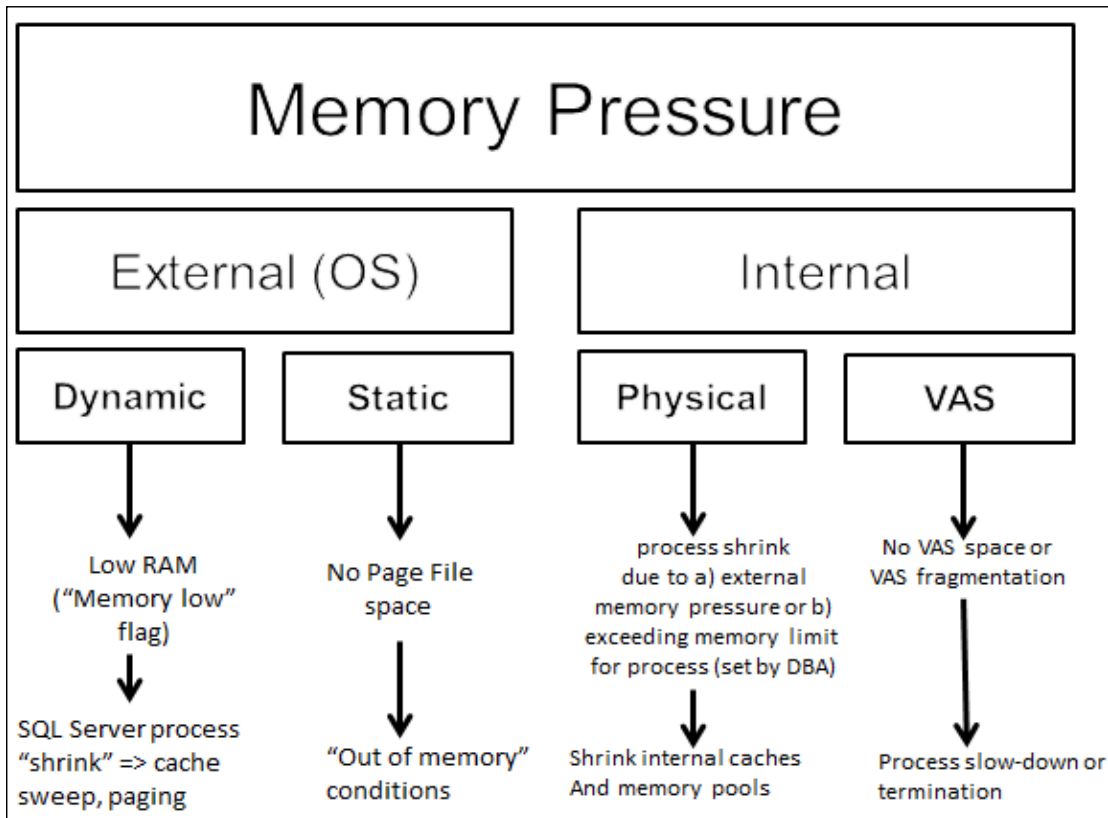 Memory Pressure
External (OS)
Internal
Dynamic
Static
Physical
VAS
Low RAM
(“Memory low”
flag)
SQL Server process
“shrink” => cache
sweep, paging
No Page File
space
“Out of memory”
conditions
process shrink
due to a) external
memory pressure or b)
exceeding memory limit
for process (set by DBA)
Shrink internal caches
And memory pools
No VAS space or
VAS fragmentation
Process slow-down or
termination